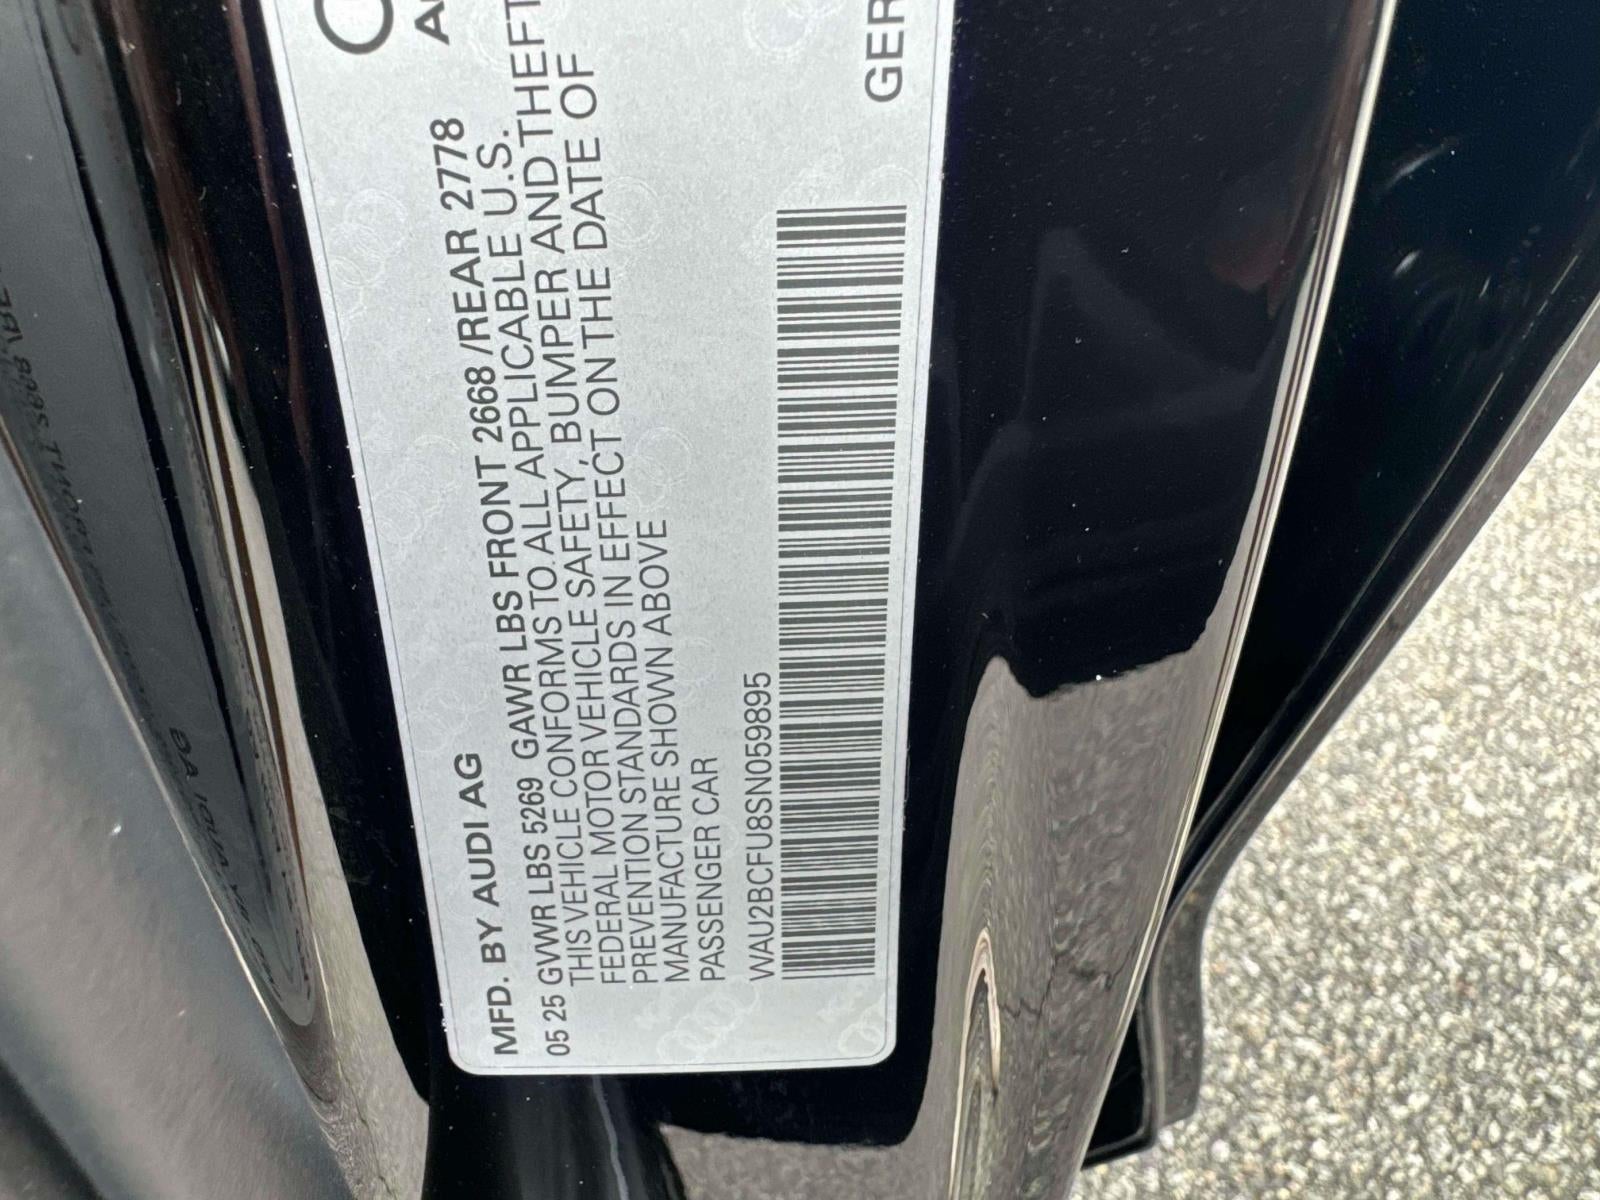 MFD. BY AUDI AG
05 25 GVWR LBS 5269 GAWR LBS FRONT 2668 /REAR 2778
THIS VEHICLE CONFORMS TO ALL APPLICABLE U.S.
FEDERAL MOTOR VEHICLE SAFETY, BUMPER AND THEFT
PREVENTION STANDARDS IN EFFECT ON THE DATE OF
MANUFACTURE SHOWN ABOVE
PASSENGER CAR
WAU2BCFU8SN059895
GER